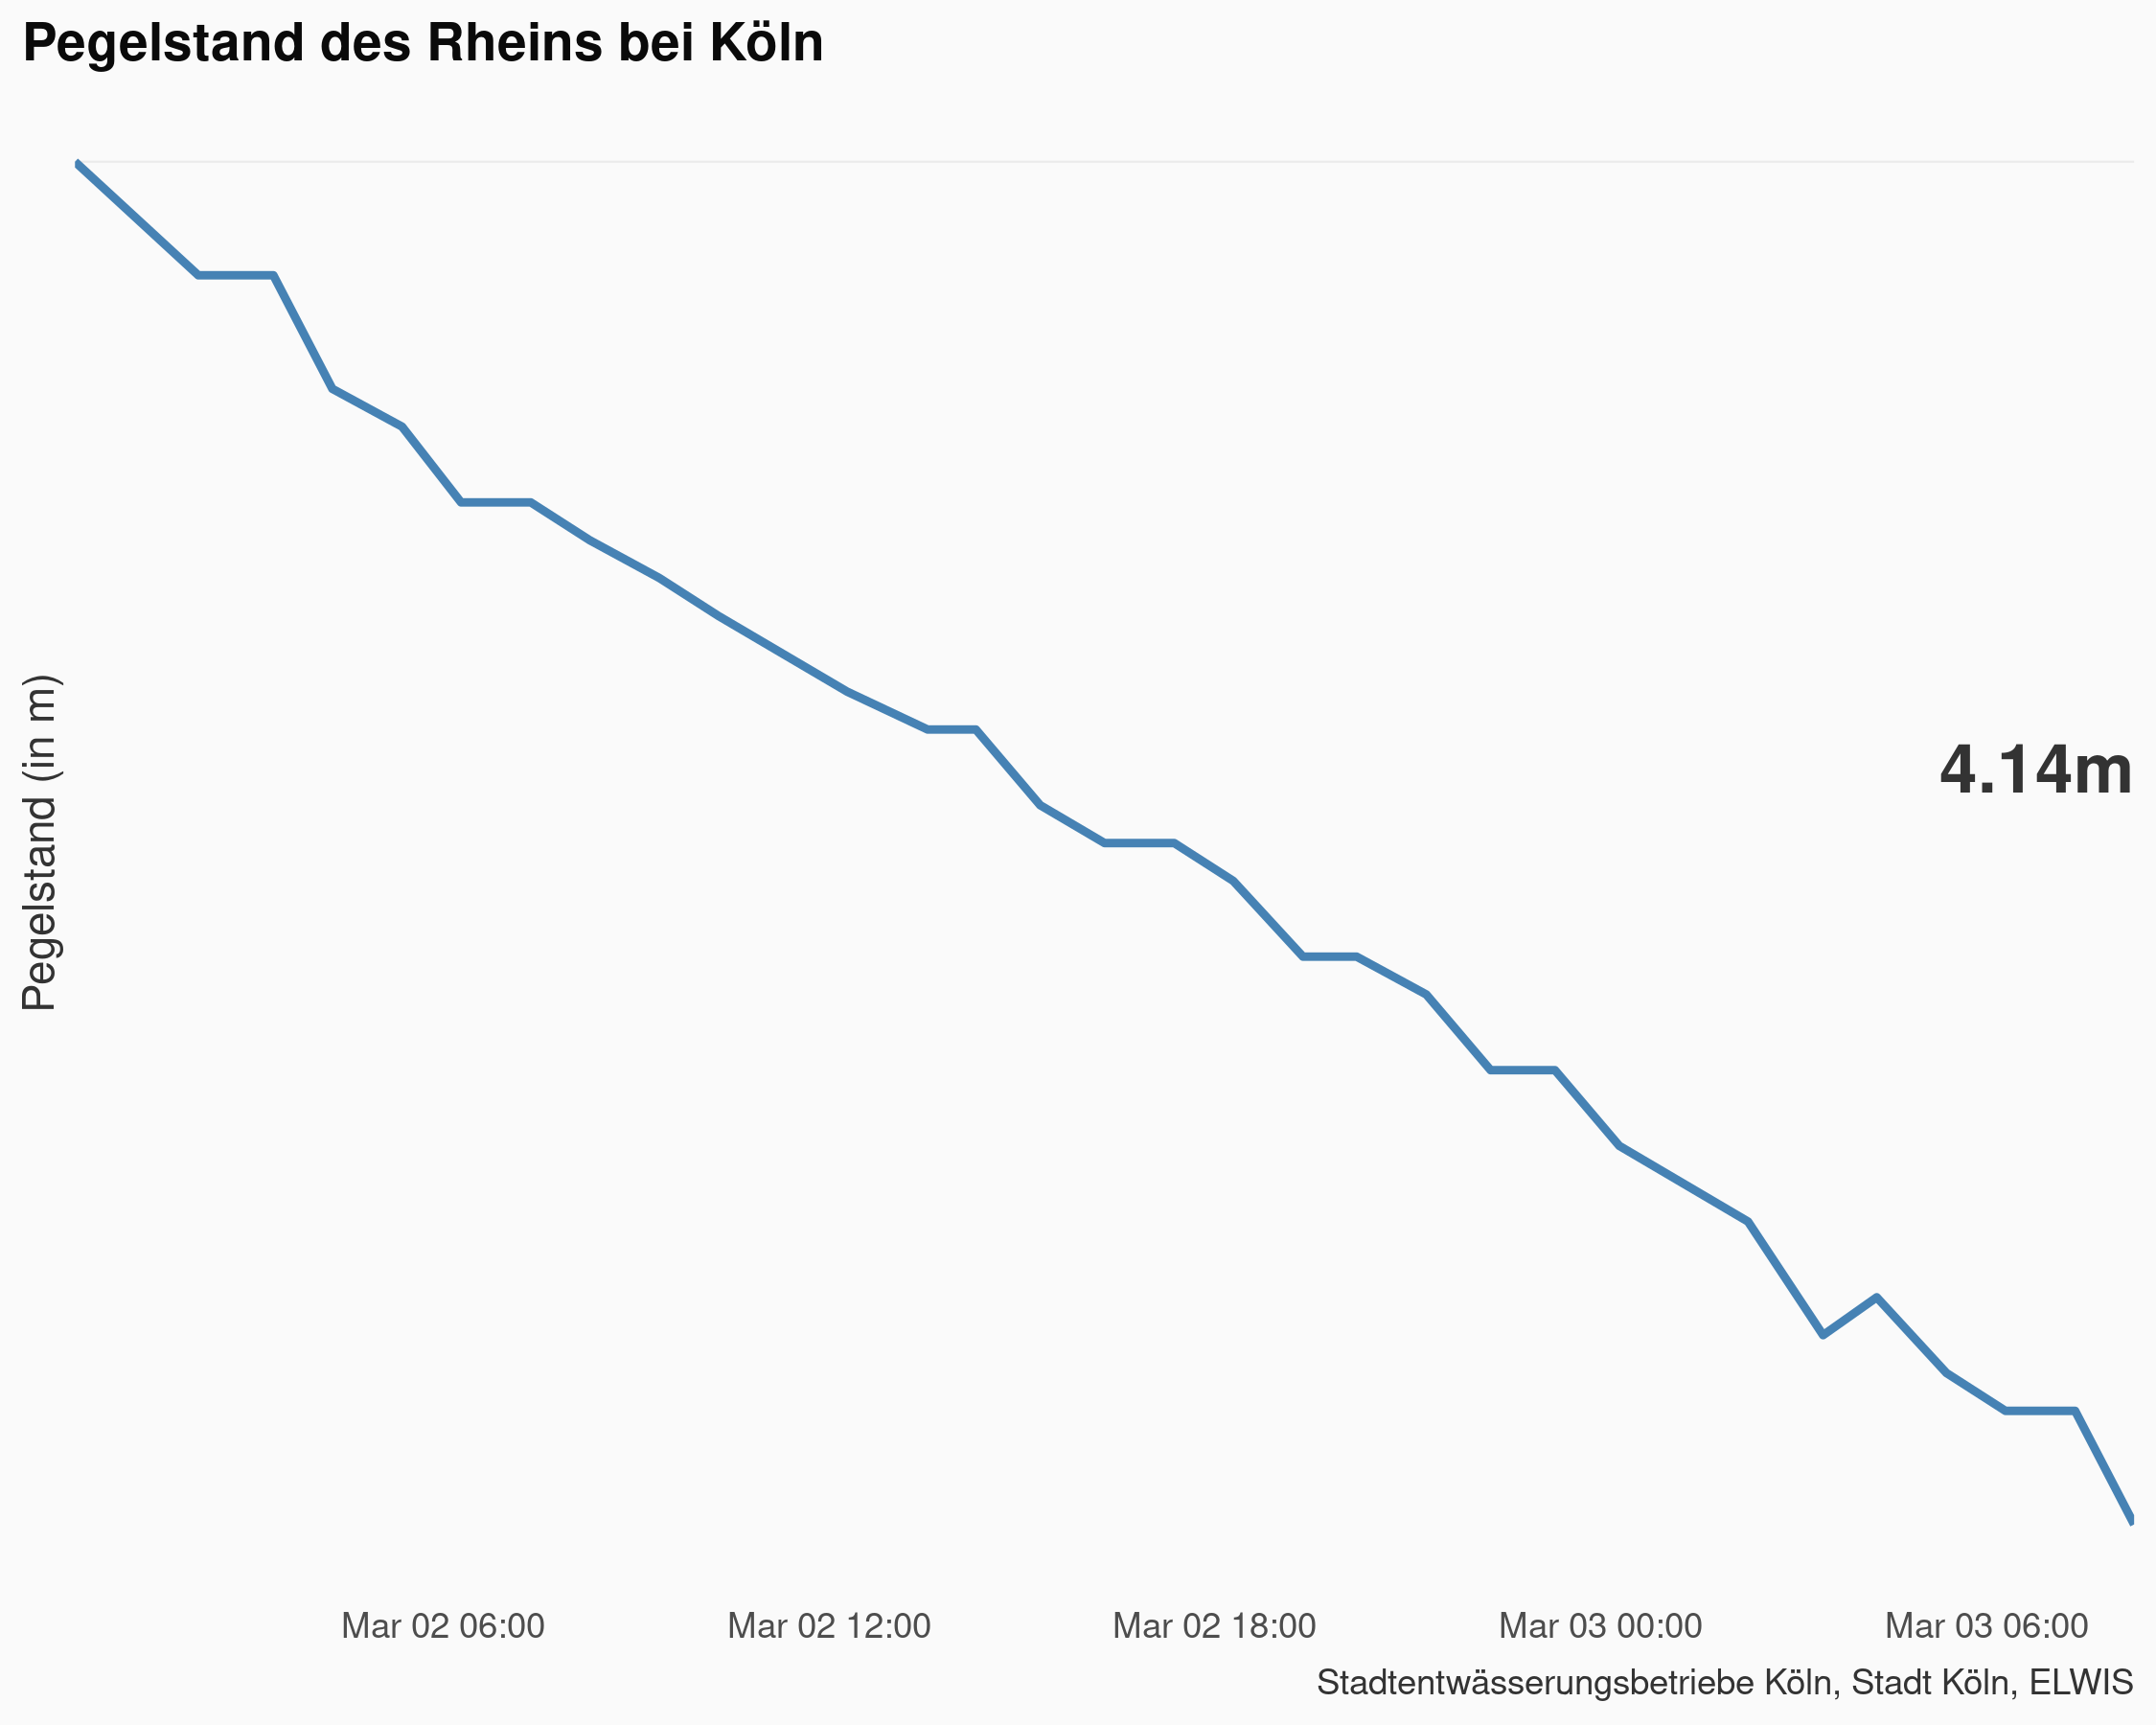 Pegelstand des Rheins bei Köln
Pegelstand (in m)
4.14m
Mar 02 06:00
Mar 02 12:00
Mar 02 18:00
Mar 03 00:00
Mar 03 06:00
Stadtentwässerungsbetriebe Köln, Stadt Köln, ELWIS